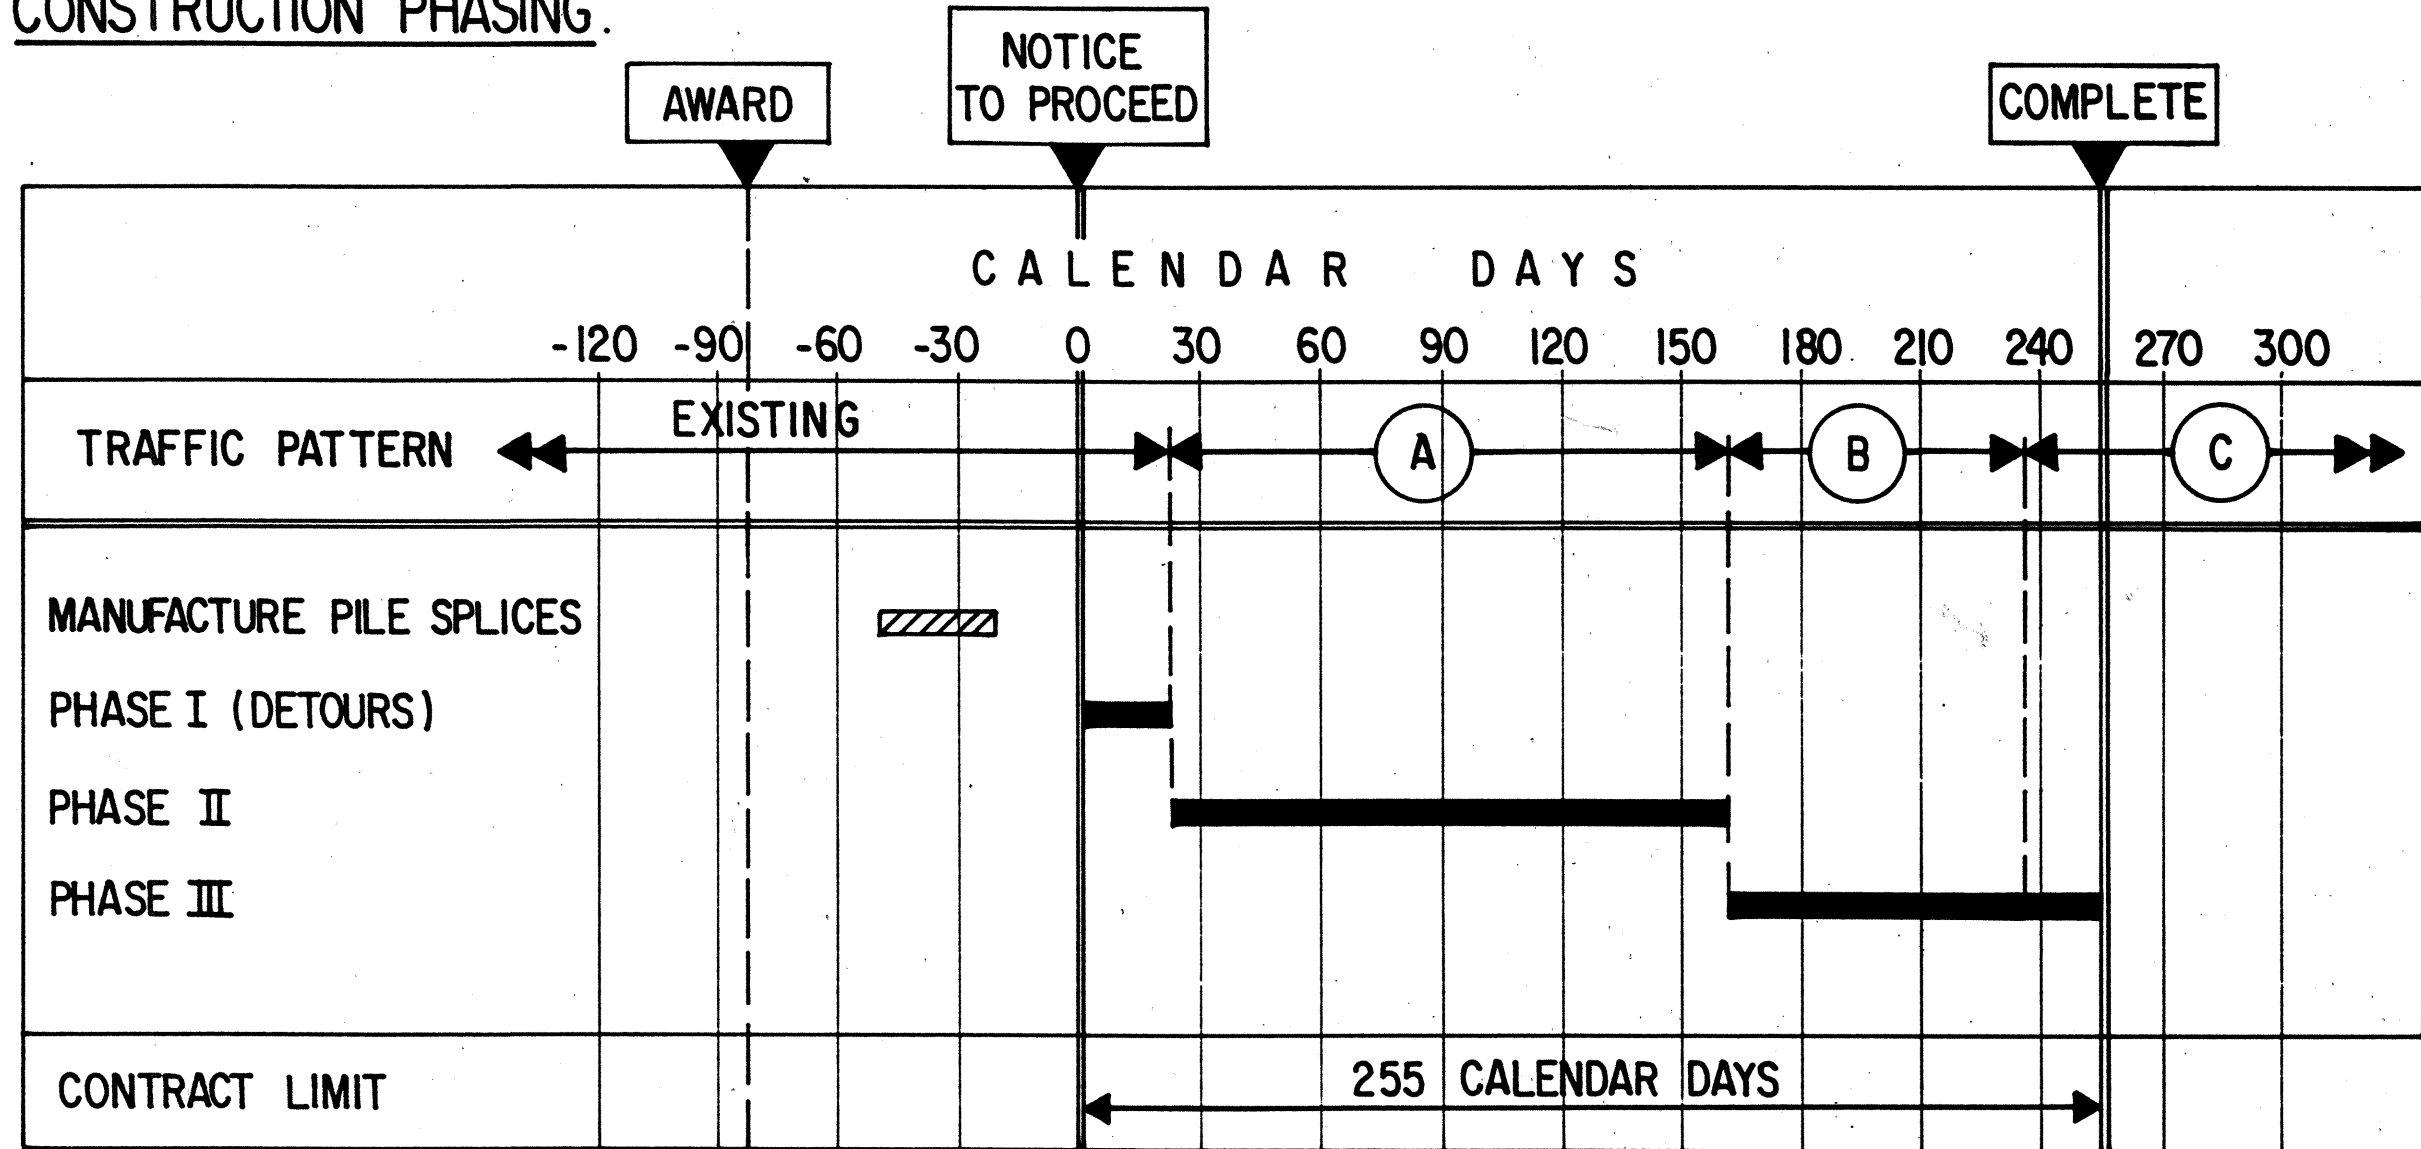 CONSTRUCTION PHASING.
AWARD
NOTICE
TO PROCEED
COMPLETE
CALENDAR DAYS
-120 -90 -60 -30 0 30 60 90 120 150 180 210 240 270 300
TRAFFIC PATTERN
EXISTING
A
B
C
MANUFACTURE PILE SPLICES
PHASE I (DETOURS)
PHASE II
PHASE III
CONTRACT LIMIT
255 CALENDAR DAYS